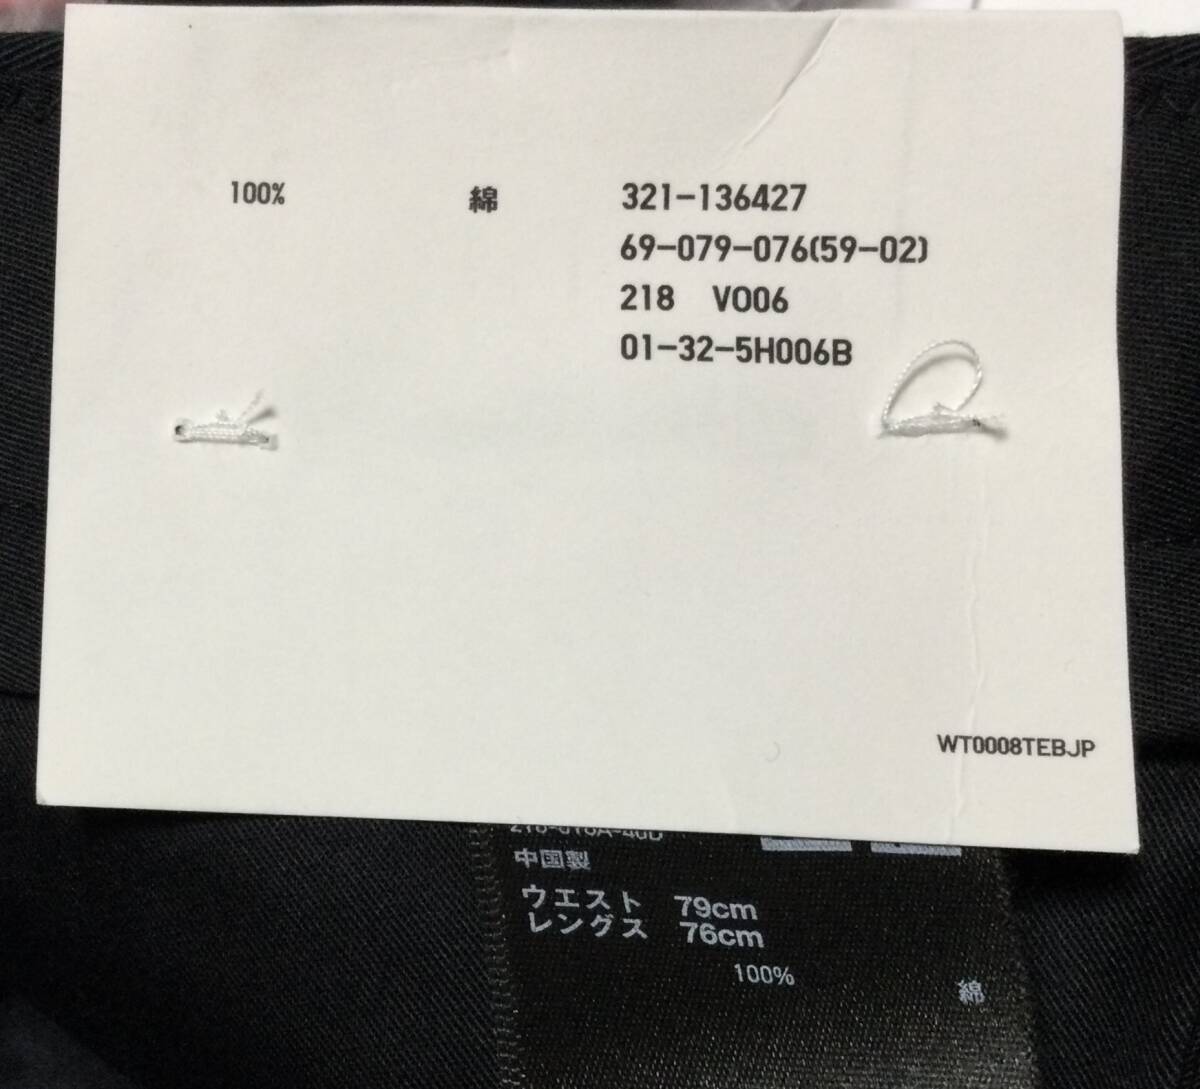 100% 綿 321-136427
69-079-076(59-02)
218 VO06
01-32-5H006B
WT0008TEBJP
中国製
ウエスト 79cm
レングス 76cm
100% 綿